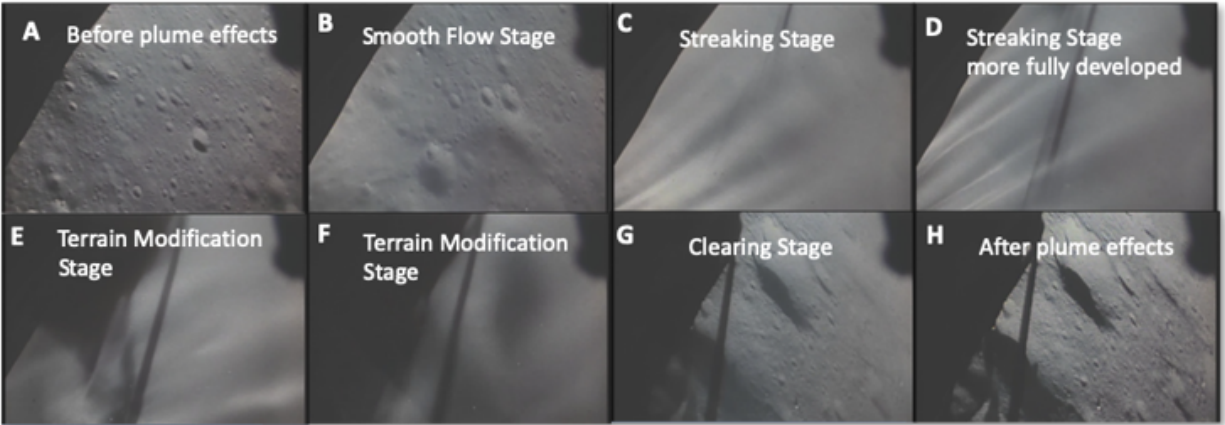 A
Before plume effects
B
Smooth Flow Stage
C
Streaking Stage
D
Streaking Stage
more fully developed
E
Terrain Modification
Stage
F
Terrain Modification
Stage
G
Clearing Stage
H
After plume effects